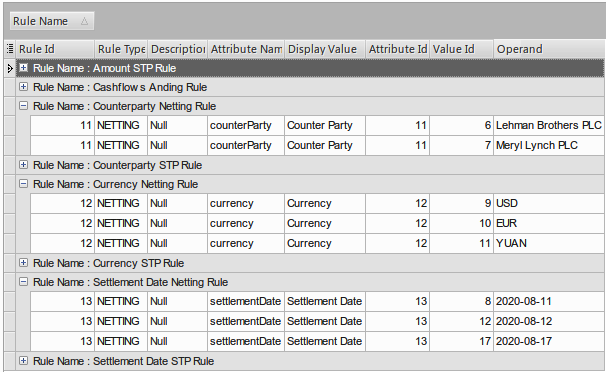 Rule Name
Rule Id Rule Type Description Attribute Nam Display Value Attribute Id Value Id Operand
Rule Name : Amount STP Rule
Rule Name : Cashflows Anding Rule
Rule Name : Counterparty Netting Rule
11 NETTING Null counterParty Counter Party 11 6 Lehman Brothers PLC
11 NETTING Null counterParty Counter Party 11 7 Meryl Lynch PLC
Rule Name : Counterparty STP Rule
Rule Name : Currency Netting Rule
12 NETTING Null currency Currency 12 9 USD
12 NETTING Null currency Currency 12 10 EUR
12 NETTING Null currency Currency 12 11 YUAN
Rule Name : Currency STP Rule
Rule Name : Settlement Date Netting Rule
13 NETTING Null settlementDate Settlement Date 13 8 2020-08-11
13 NETTING Null settlementDate Settlement Date 13 12 2020-08-12
13 NETTING Null settlementDate Settlement Date 13 17 2020-08-17
Rule Name : Settlement Date STP Rule